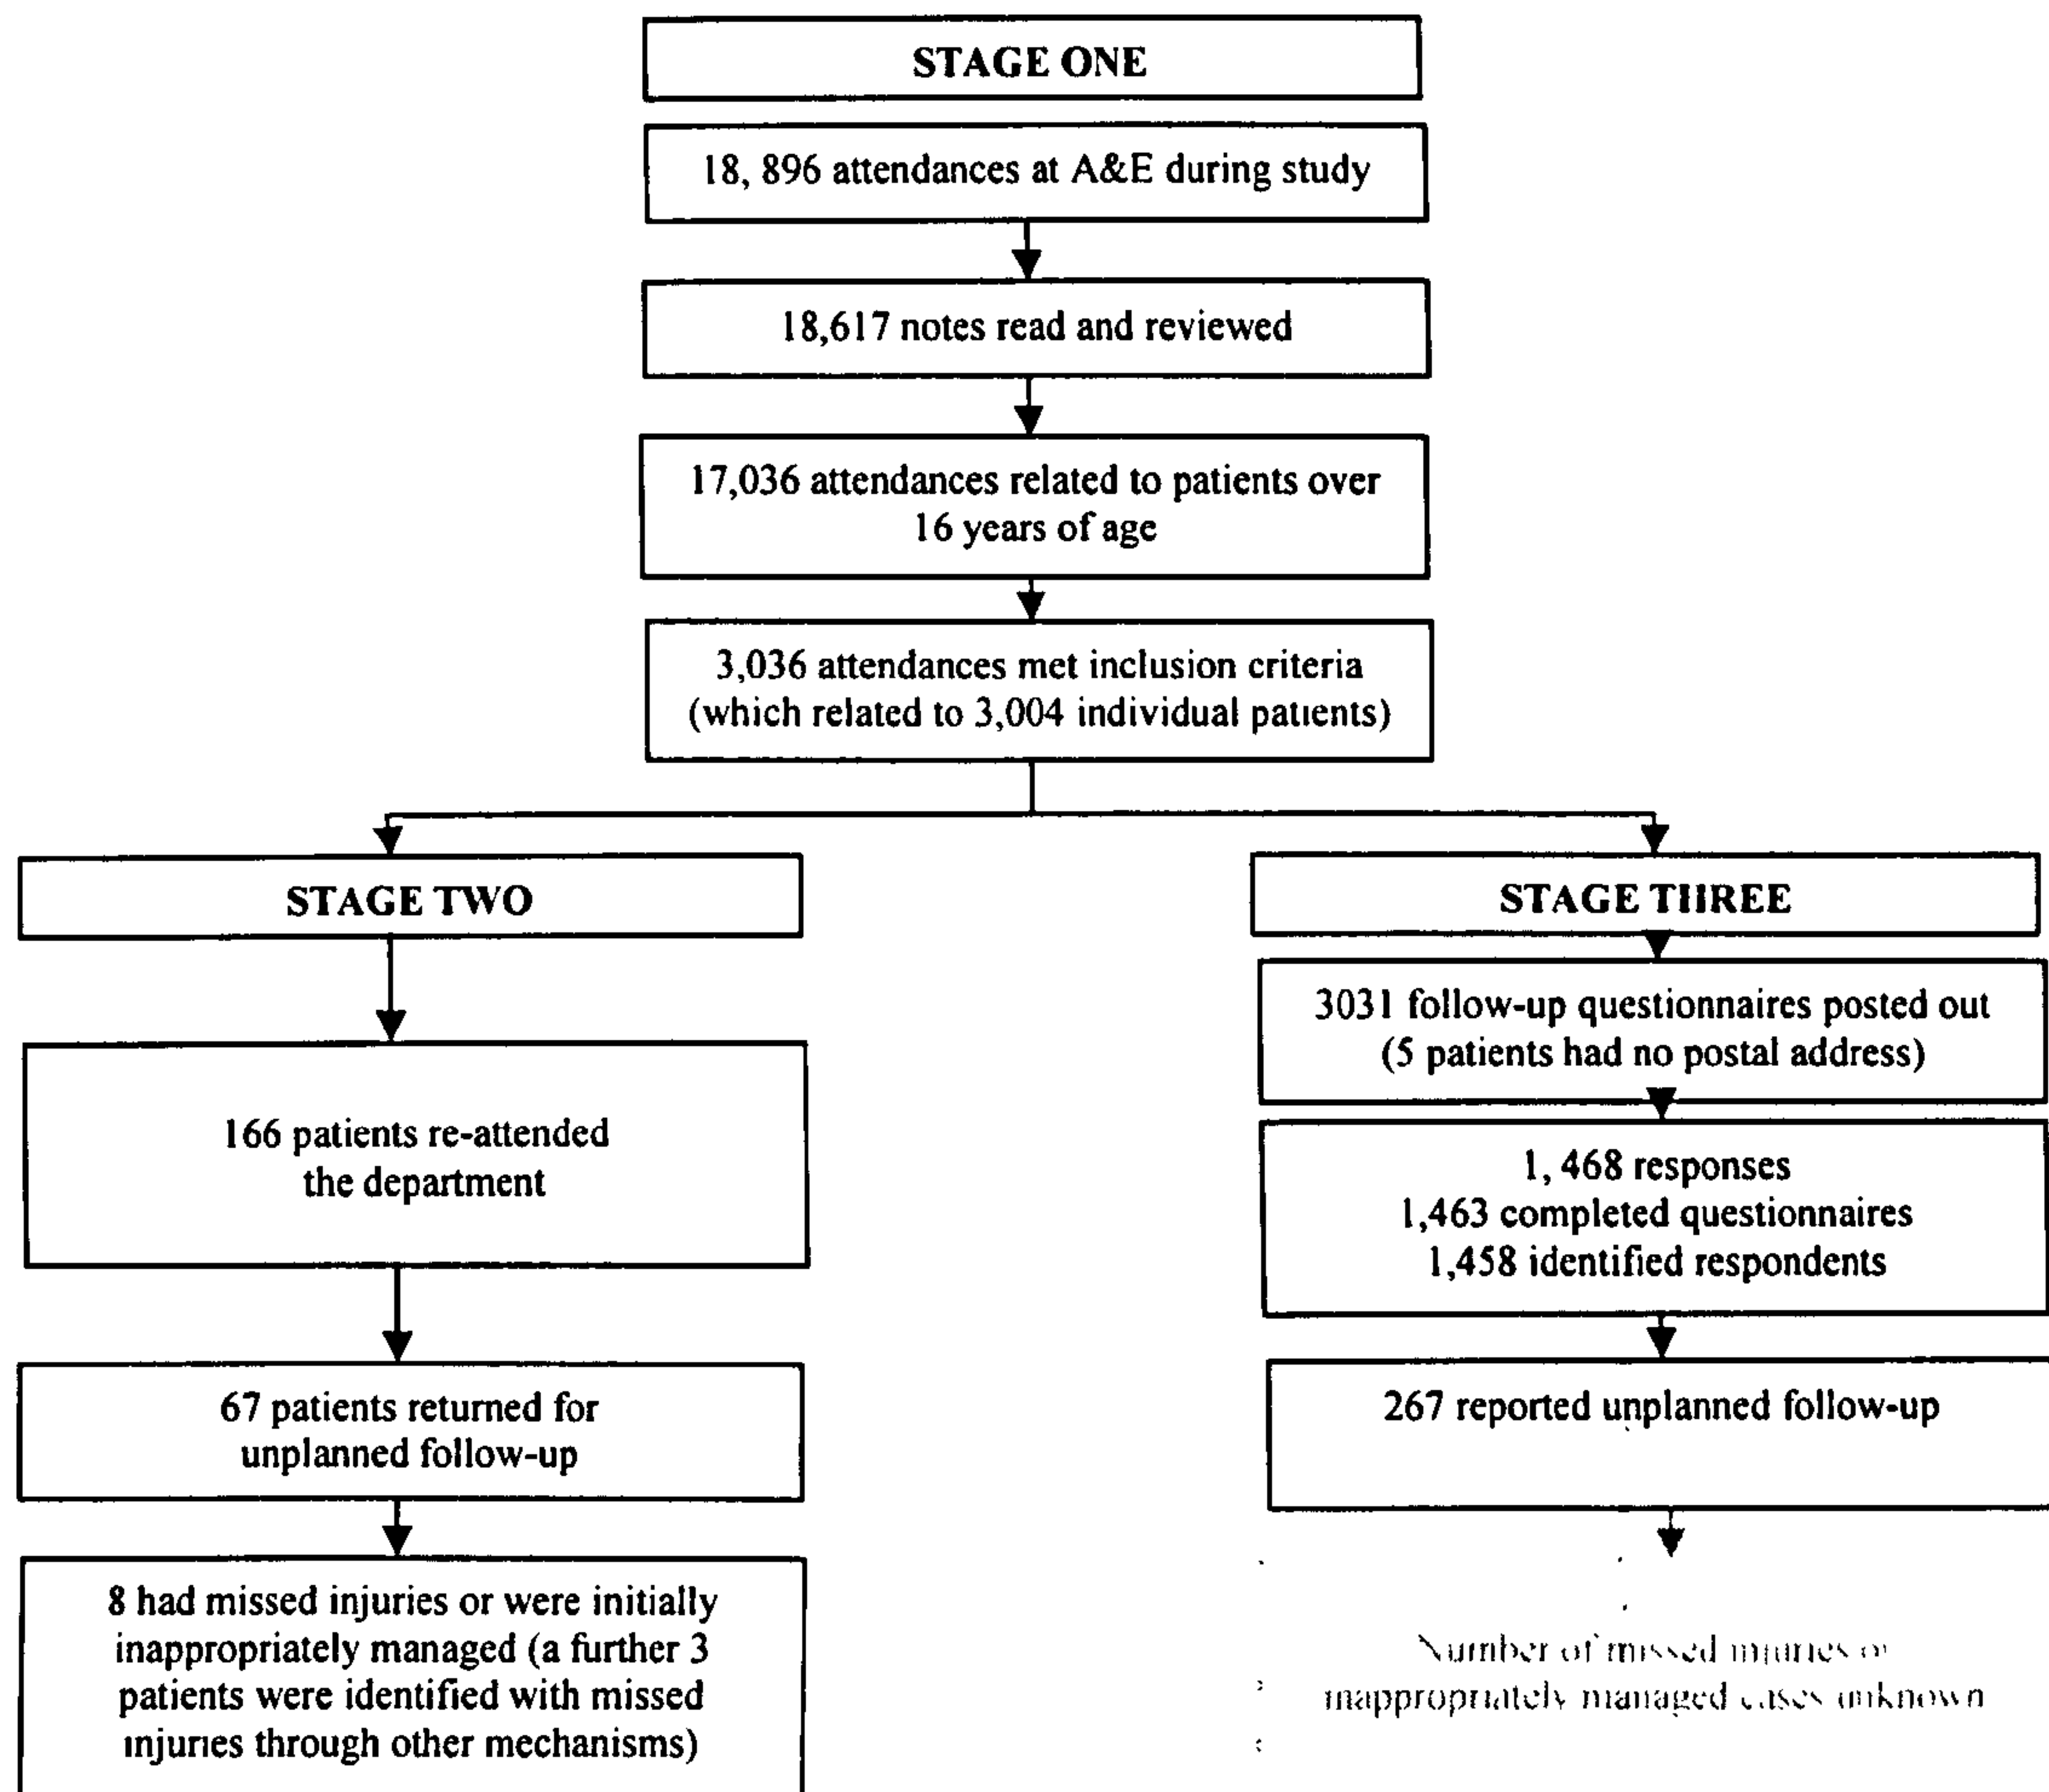 STAGE ONE
18, 896 attendances at A&E during study
18,617 notes read and reviewed
17,036 attendances related to patients over
16 years of age
3,036 attendances met inclusion criteria
(which related to 3,004 individual patients)
STAGE TWO
166 patients re-attended
the department
67 patients returned for
unplanned follow-up
8 had missed injuries or were initially
inappropriately managed (a further 3
patients were identified with missed
injuries through other mechanisms)
STAGE THREE
3031 follow-up questionnaires posted out
(5 patients had no postal address)
1, 468 responses
1,463 completed questionnaires
1,458 identified respondents
267 reported unplanned follow-up
Number of missed injuries or
inappropriately managed cases unknown